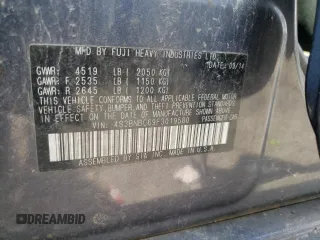 MFD BY FUJI HEAVY INDUSTRIES LTD.
DATE: 09/14
GVWR: 4519 LB ( 2050 KG)
GAWR: F. 2535 LB ( 1150 KG)
GAWR: R 2645 LB ( 1200 KG)
THIS VEHICLE CONFORMS TO ALL APPLICABLE FEDERAL MOTOR
VEHICLE SAFETY, BUMPER AND THEFT PREVENTION STANDARDS
IN EFFECT ON THE DATE OF MANUFACTURE SHOWN ABOVE.
VIN: PASSENGER CAR
ASSEMBLED BY SIA, INC. MADE IN U.S.A.
DREAMBID